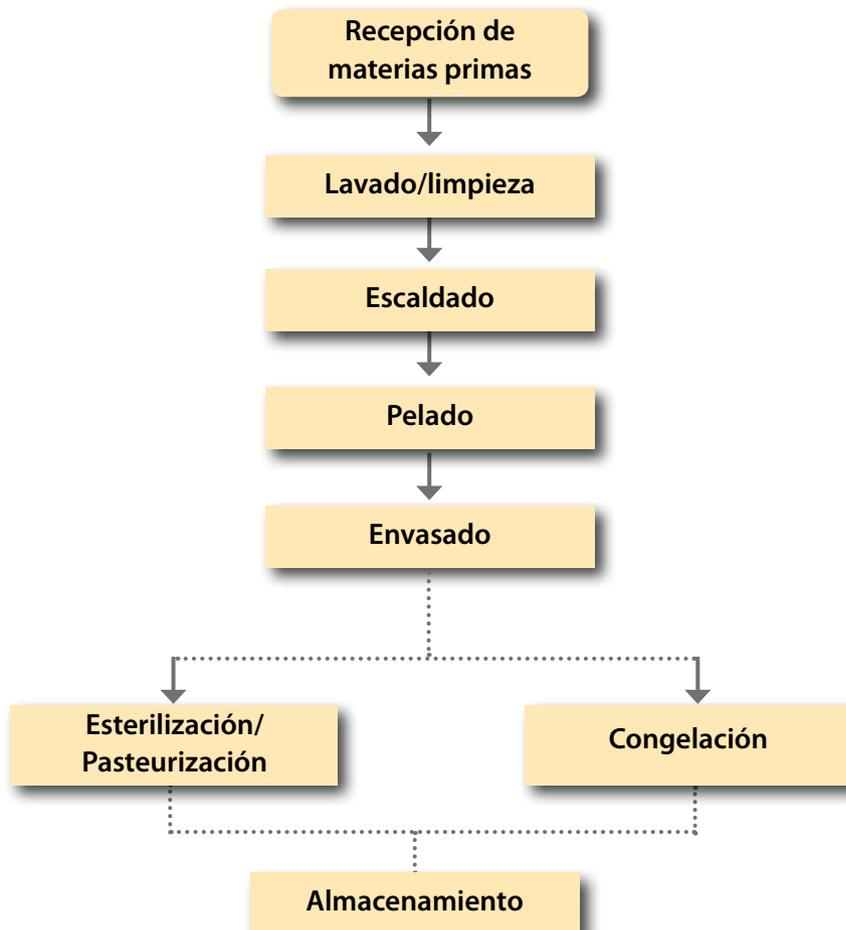 Recepción de
materias primas
Lavado/limpieza
Escaldado
Pelado
Envasado
Esterilización/
Pasteurización
Congelación
Almacenamiento